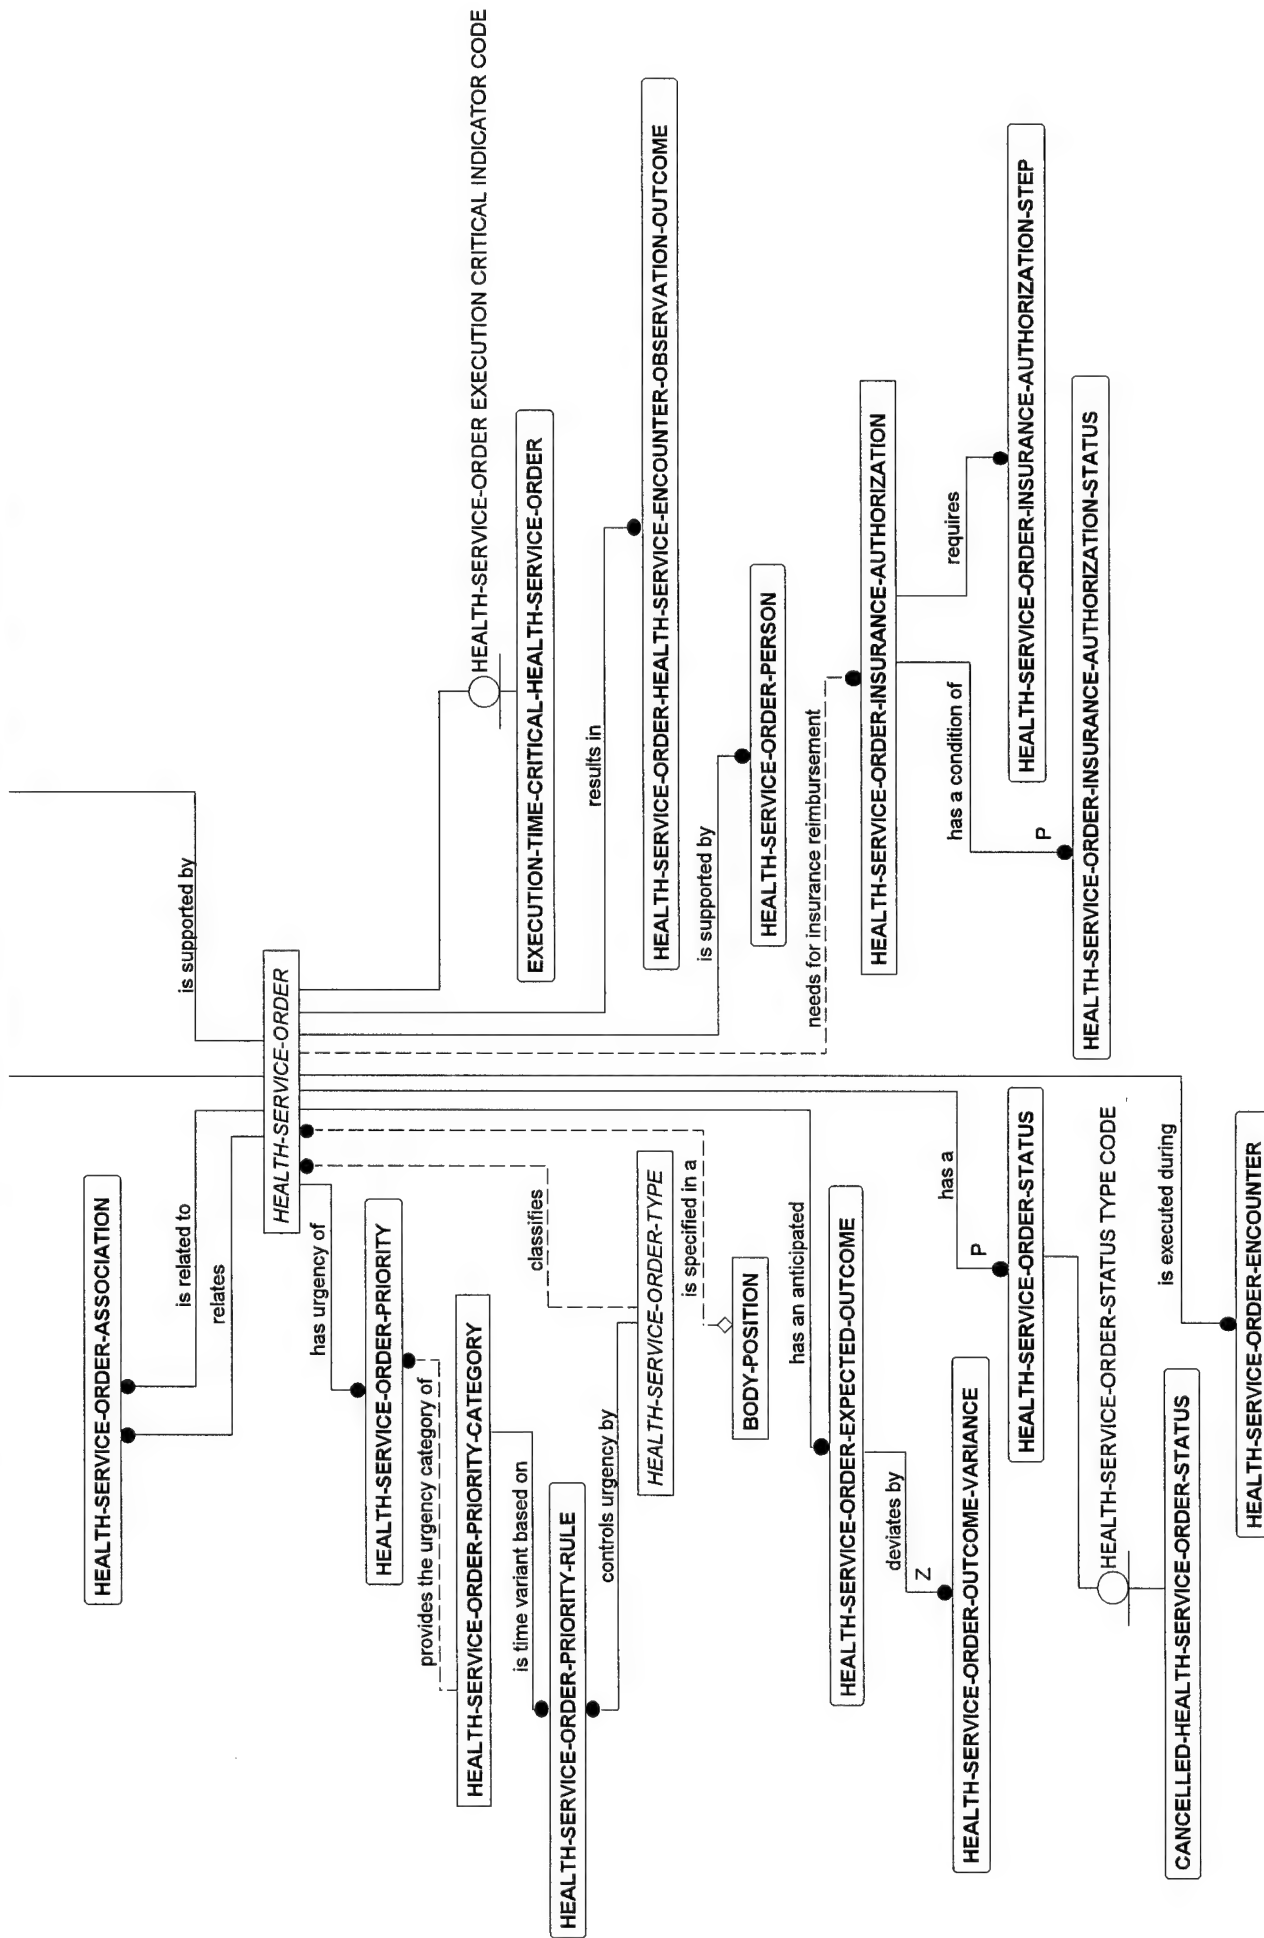 HEALTH-SERVICE-ORDER-ASSOCIATION
is related to
is supported by
relates
HEALTH-SERVICE-ORDER
has urgency of
HEALTH-SERVICE-ORDER-PRIORITY
provides the urgency category of
HEALTH-SERVICE-ORDER-PRIORITY-CATEGORY
HEALTH-SERVICE-ORDER EXECUTION CRITICAL INDICATOR CODE
is time variant based on
classifies
EXECUTION-TIME-CRITICAL-HEALTH-SERVICE-ORDER
HEALTH-SERVICE-ORDER-PRIORITY-RULE
results in
controls urgency by
HEALTH-SERVICE-ORDER-TYPE
HEALTH-SERVICE-ORDER-HEALTH-SERVICE-ENCOUNTER-OBSERVATION-OUTCOME
is specified in a
is supported by
BODY-POSITION
HEALTH-SERVICE-ORDER-PERSON
has an anticipated
needs for insurance reimbursement
HEALTH-SERVICE-ORDER-EXPECTED-OUTCOME
HEALTH-SERVICE-ORDER-INSURANCE-AUTHORIZATION
deviates by
Z
has a
has a condition of
requires
HEALTH-SERVICE-ORDER-OUTCOME-VARIANCE
P
HEALTH-SERVICE-ORDER-STATUS
HEALTH-SERVICE-ORDER-INSURANCE-AUTHORIZATION-STEP
P
HEALTH-SERVICE-ORDER-INSURANCE-AUTHORIZATION-STATUS
HEALTH-SERVICE-ORDER-STATUS TYPE CODE
is executed during
CANCELLED-HEALTH-SERVICE-ORDER-STATUS
HEALTH-SERVICE-ORDER-ENCOUNTER